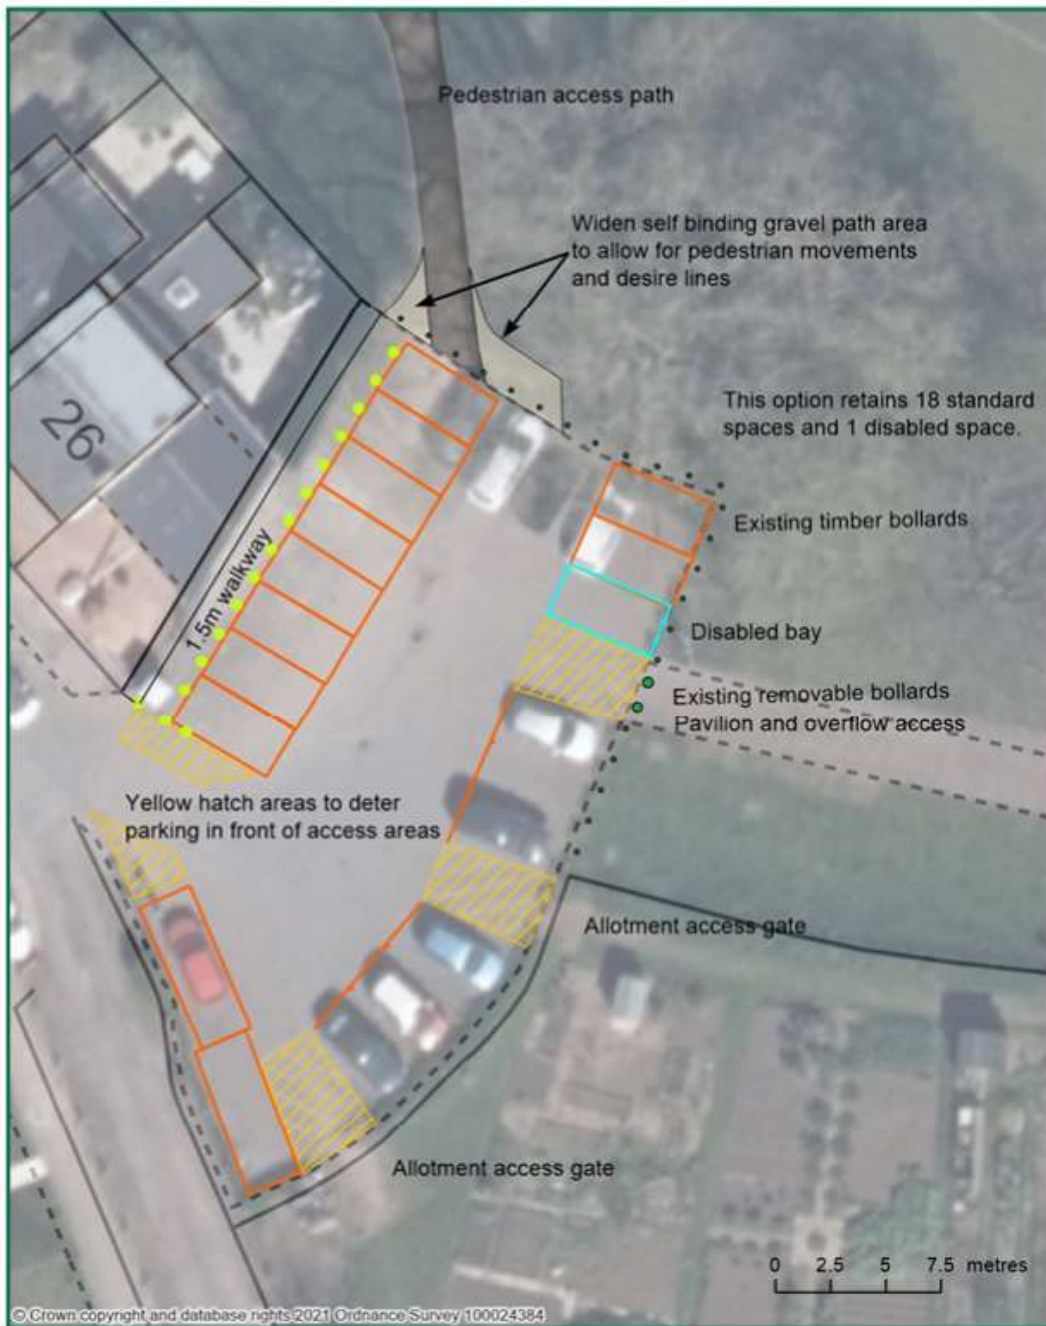 Pedestrian access path
Widen self binding gravel path area
to allow for pedestrian movements
and desire lines
This option retains 18 standard
spaces and 1 disabled space.
26
Existing timber bollards
1.5m walkway
Disabled bay
Existing removable bollards
Pavilion and overflow access
Yellow hatch areas to deter
parking in front of access areas
Allotment access gate
Allotment access gate
0 2.5 5 7.5 metres
© Crown copyright and database rights 2021 Ordnance Survey 100024384